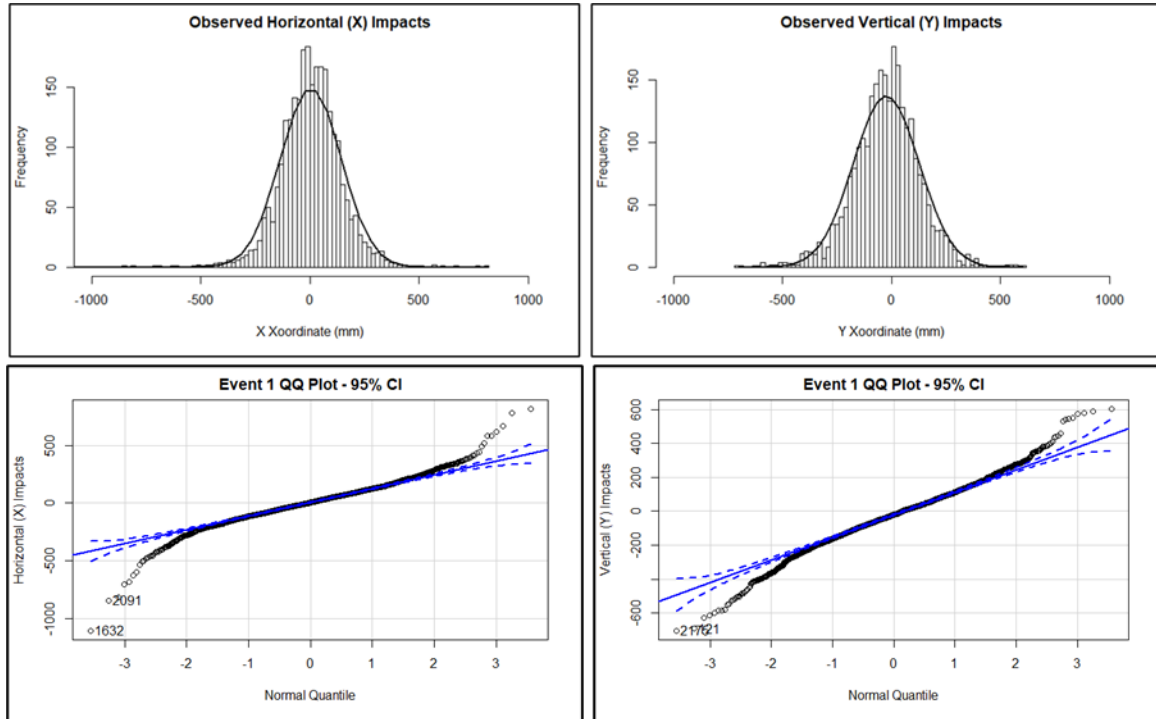 Observed Horizontal (X) Impacts
Frequency
0
50
100
150
-1000 -500 0 500 1000
X Xoordinate (mm)
Observed Vertical (Y) Impacts
Frequency
0
50
100
150
-1000 -500 0 500 1000
Y Xoordinate (mm)
Event 1 QQ Plot - 95% CI
Horizontal (X) Impacts
500
0
-500
-1000
2091
1632
-3 -2 -1 0 1 2 3
Normal Quantile
Event 1 QQ Plot - 95% CI
Vertical (Y) Impacts
600
400
200
0
-200
-400
-600
-3 -2 -1 0 1 2 3
Normal Quantile